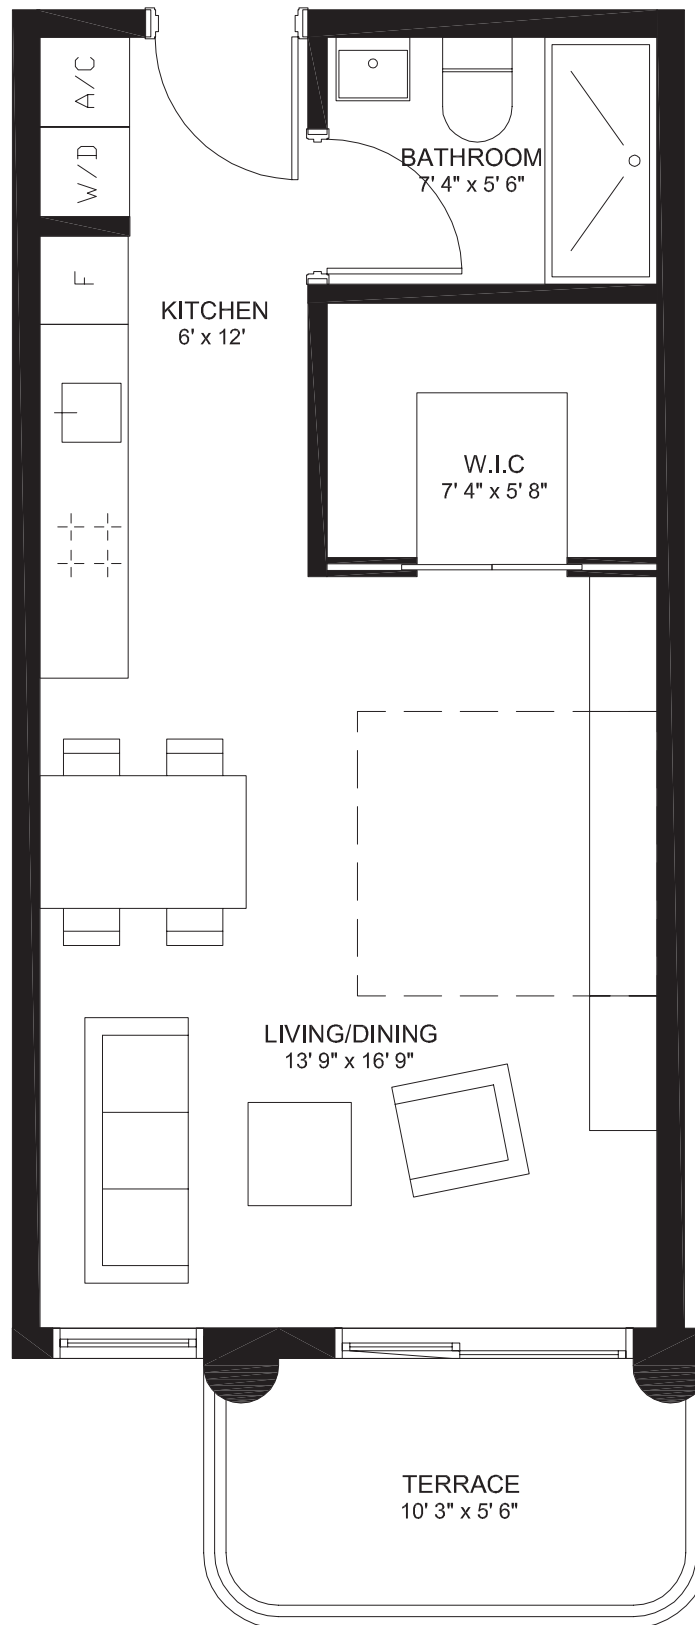 A/C
W/D
F
BATHROOM
7' 4" x 5' 6"
KITCHEN
6' x 12'
W.I.C
7' 4" x 5' 8"
LIVING/DINING
13' 9" x 16' 9"
TERRACE
10' 3" x 5' 6"